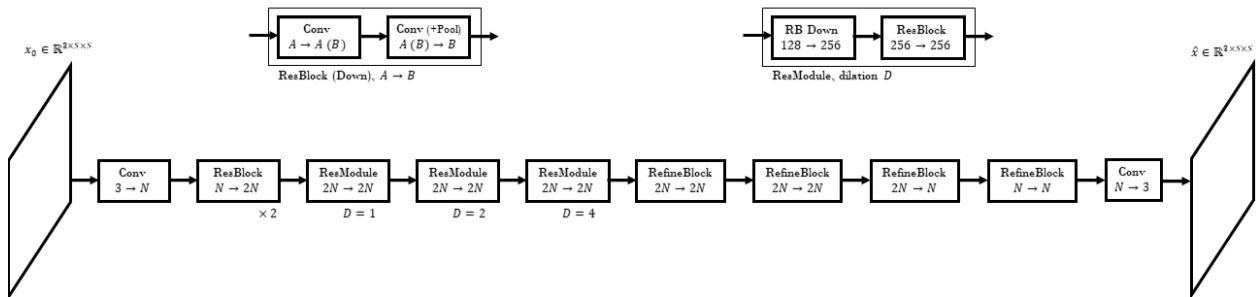 Conv
A → A (B)
Conv (+Pool)
A(B) → B
ResBlock (Down), A → B
RB Down
128 → 256
ResBlock
256 → 256
ResModule, dilation D
x₀ ∈ ℝ³ˣˢˣˢ
x̂ ∈ ℝ³ˣˢˣˢ
Conv
3 → N
ResBlock
N → 2N
× 2
ResModule
2N → 2N
D = 1
ResModule
2N → 2N
D = 2
ResModule
2N → 2N
D = 4
RefineBlock
2N → 2N
RefineBlock
2N → 2N
RefineBlock
2N → N
RefineBlock
N → N
Conv
N → 3